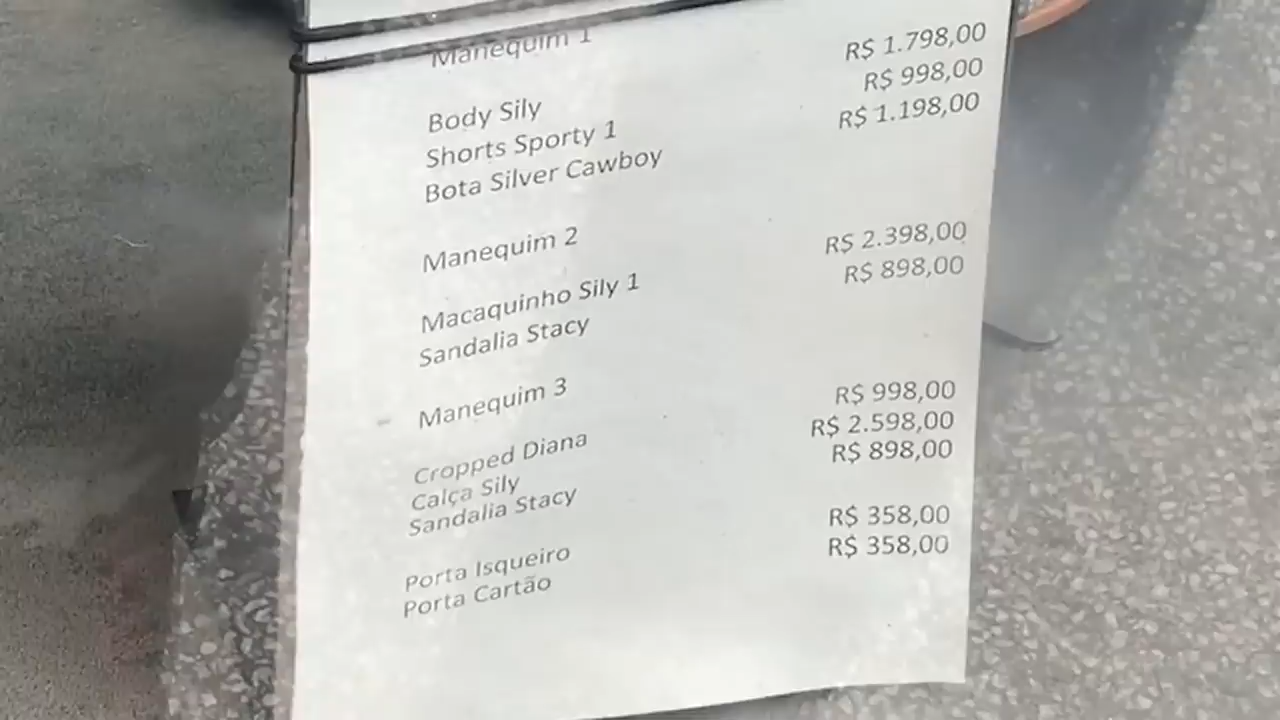 Manequim 1
Body Sily R$ 1.798,00
Shorts Sporty 1 R$ 998,00
Bota Silver Cawboy R$ 1.198,00
Manequim 2
Macaquinho Sily 1 R$ 2.398,00
Sandalia Stacy R$ 898,00
Manequim 3
Cropped Diana R$ 998,00
Calça Sily R$ 2.598,00
Sandalia Stacy R$ 898,00
Porta Isqueiro R$ 358,00
Porta Cartão R$ 358,00